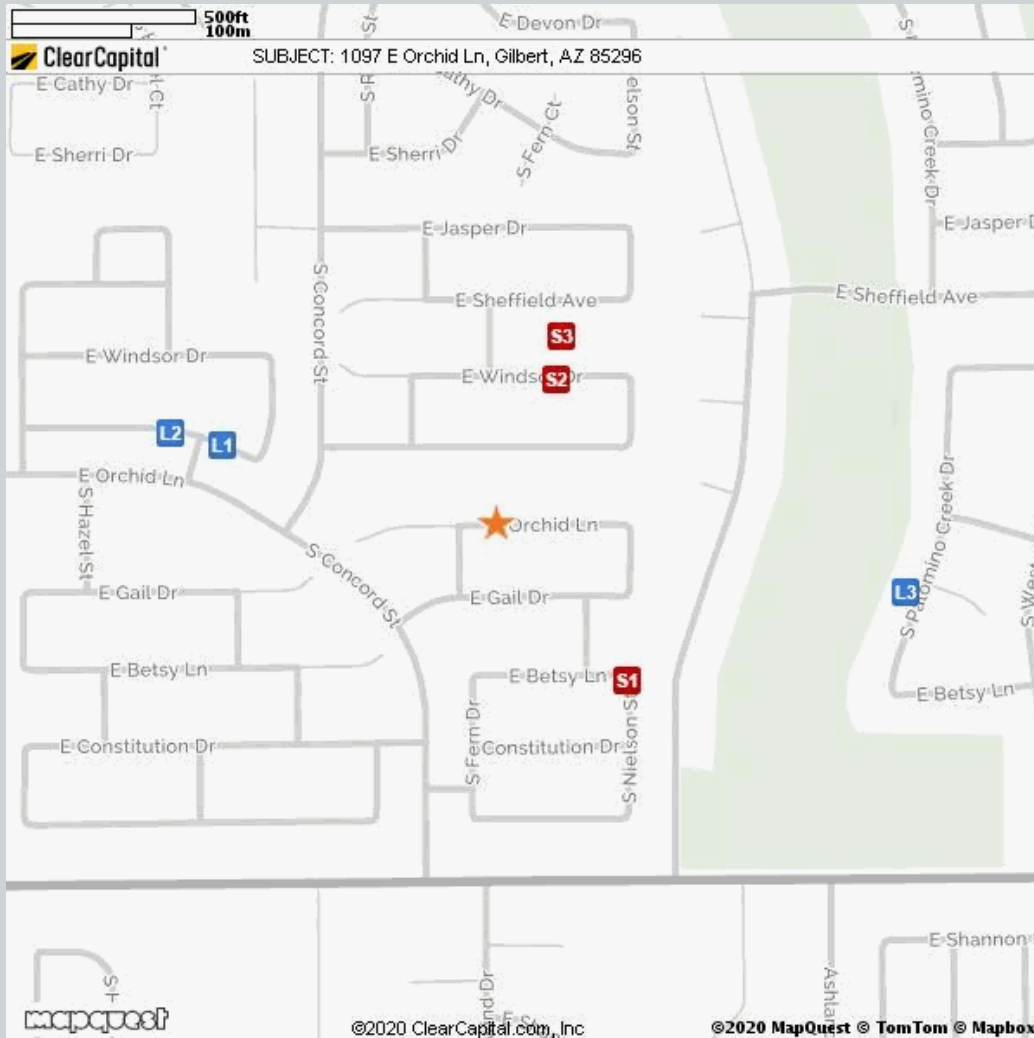 500ft
100m
E Devon Dr
ClearCapital
SUBJECT: 1097 E Orchid Ln, Gilbert, AZ 85296
E Cathy Dr
E Sherri Dr
E Sherri Dr
S Fern Ct
E Jasper Dr
E Jasper
S Concord St
E Sheffield Ave
E Sheffield Ave
S3
E Windsor Dr
S2
L2
L1
E Orchid Ln
S Hazel St
Orchid Ln
S Concord St
S Palomino Creek Dr
L3
E Gail Dr
E Gail Dr
E Betsy Ln
E Betsy Ln
S1
E Betsy Ln
S Fern Dr
S Nielson St
E Constitution Dr
Constitution Dr
E Shannon
mapquest
©2020 ClearCapital.com, Inc
©2020 MapQuest © TomTom © Mapbox